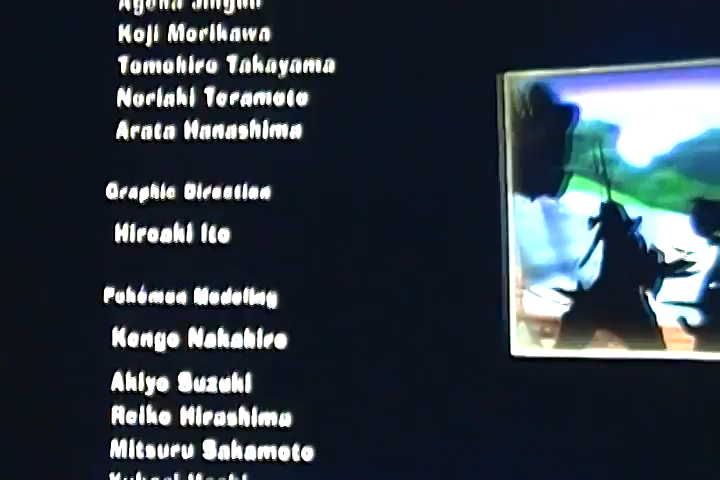 Koji Morikawa
Tomohiro Takayama
Noriaki Toramoto
Arata Hanashima
Graphic Direction
Hiroaki Ito
Pokémon Modeling
Kongo Nakahiro
Akiyo Suzuki
Reiko Hirashima
Mitsuru Sakamoto